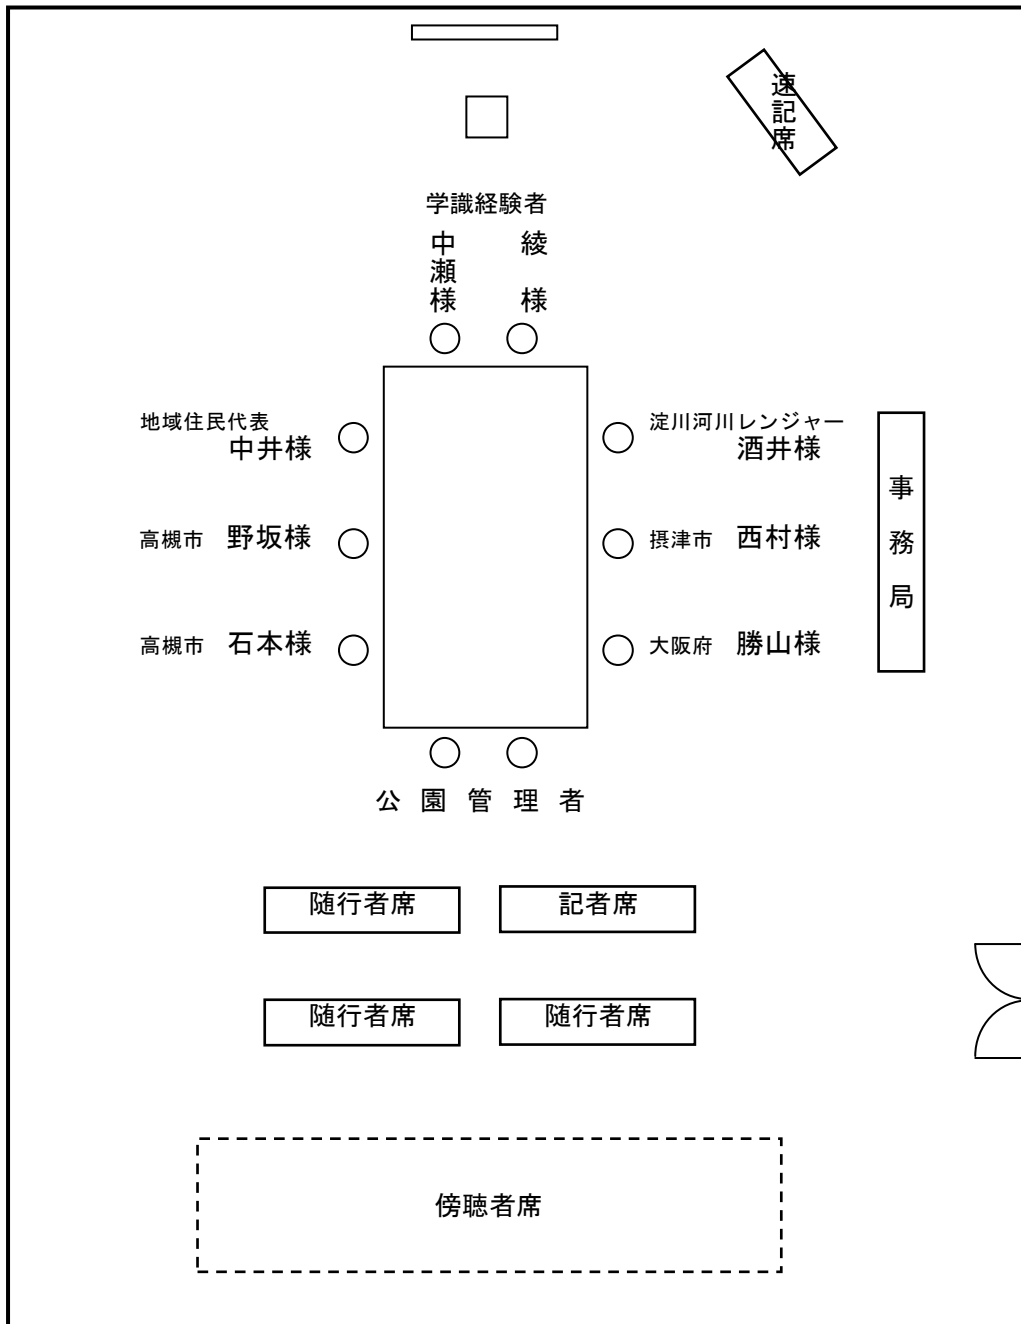 速記席
学識経験者
中瀬様
綾様
地域住民代表
中井様
淀川河川レンジャー
酒井様
高槻市 野坂様
摂津市 西村様
高槻市 石本様
大阪府 勝山様
事務局
公園管理者
随行者席
記者席
随行者席
随行者席
傍聴者席